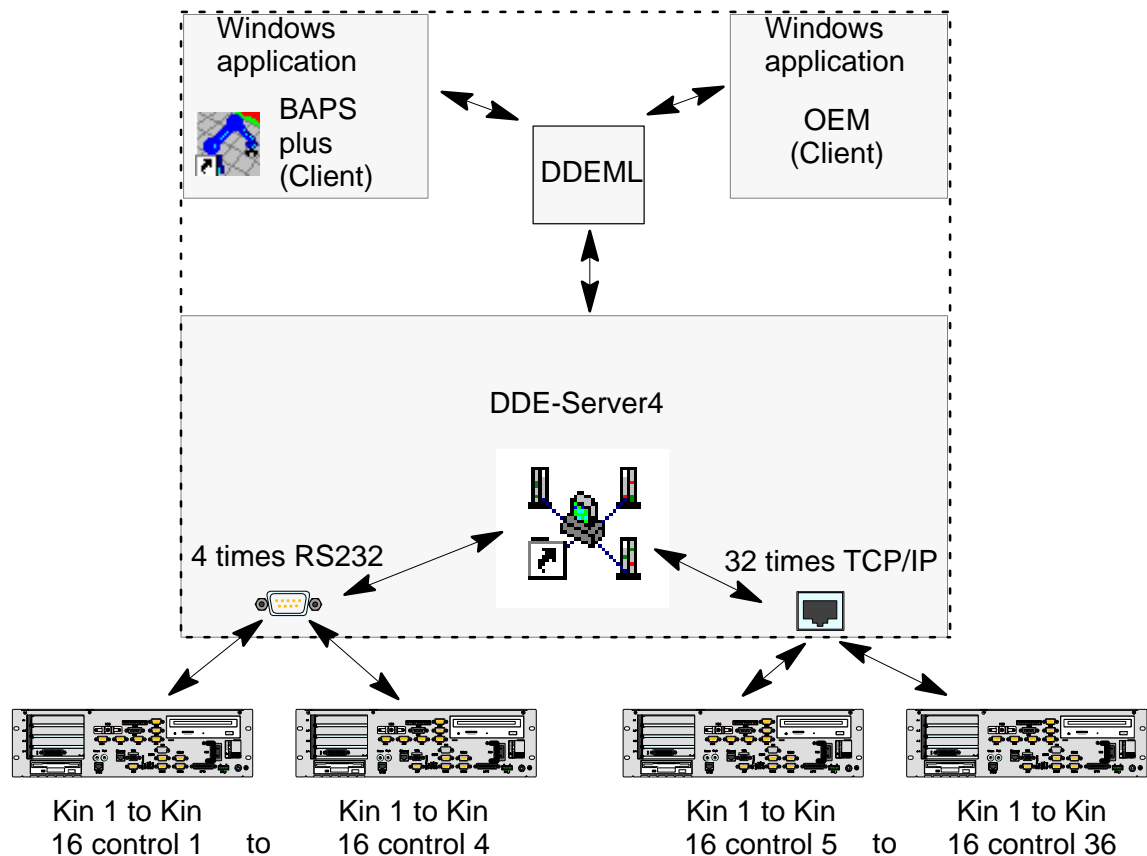 Windows
application
BAPS
plus
(Client)
Windows
application
OEM
(Client)
DDEML
DDE-Server4
4 times RS232
32 times TCP/IP
Kin 1 to Kin
16 control 1
to
Kin 1 to Kin
16 control 4
Kin 1 to Kin
16 control 5
to
Kin 1 to Kin
16 control 36